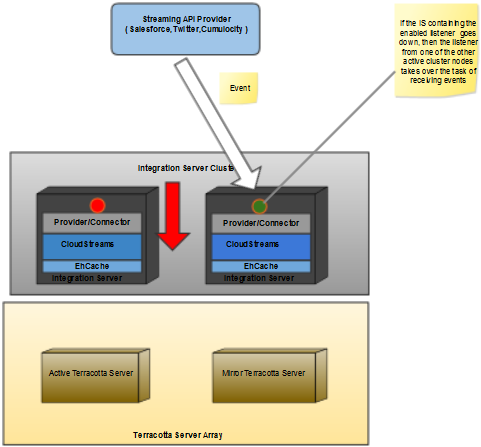 Streaming API Provider
( Salesforce,Twitter,Cumulocity )
If the IS containing the
enabled listener goes
down, then the listener
from one of the other
active cluster nodes
takes over the task of
receiving events
Event
Integration Server Cluste
Provider/Connector
CloudStreams
EhCache
Integration Server
Provider/Connector
CloudStreams
EhCache
Integration Server
Active Terracotta Server
Mirror Terracotta Server
Terracotta Server Array